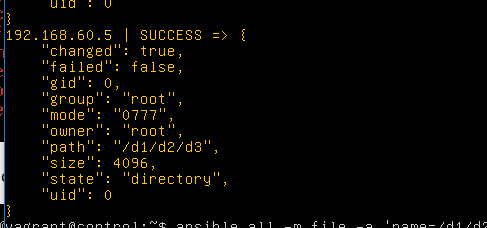 uid : 0
}
192.168.60.5 | SUCCESS => {
"changed": true,
"failed": false,
"gid": 0,
"group": "root",
"mode": "0777",
"owner": "root",
"path": "/d1/d2/d3",
"size": 4096,
"state": "directory",
"uid": 0
}
vagrant@control:~$ ansible all -m file -a 'name=/d1/d2